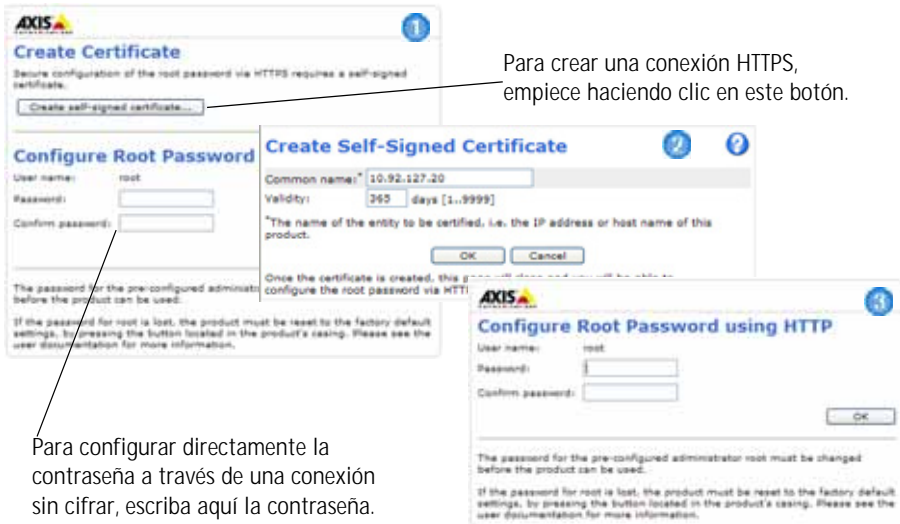 AXIS
1
Create Certificate
Secure configuration of the root password via HTTPS requires a self-signed
certificate.
Create self-signed certificate...
Para crear una conexión HTTPS,
empiece haciendo clic en este botón.
Configure Root Password
User name: root
Password:
Confirm password:
The password for the pre-configured administra
before the product can be used.
If the password for root is lost, the product must be reset to the factory default
settings, by pressing the button located in the product's casing. Please see the
user documentation for more information.
Create Self-Signed Certificate
2
?
Common name:* 10.92.127.20
Validity: 365 days [1..9999]
*The name of the entity to be certified, i.e. the IP address or host name of this
product.
OK Cancel
Once the certificate is created, this page will close and you will be able to
configure the root password via HTT
AXIS
3
Configure Root Password using HTTP
User name: root
Password:
Confirm password:
OK
The password for the pre-configured administrator root must be changed
before the product can be used.
If the password for root is lost, the product must be reset to the factory default
settings, by pressing the button located in the product's casing. Please see the
user documentation for more information.
Para configurar directamente la
contraseña a través de una conexión
sin cifrar, escriba aquí la contraseña.